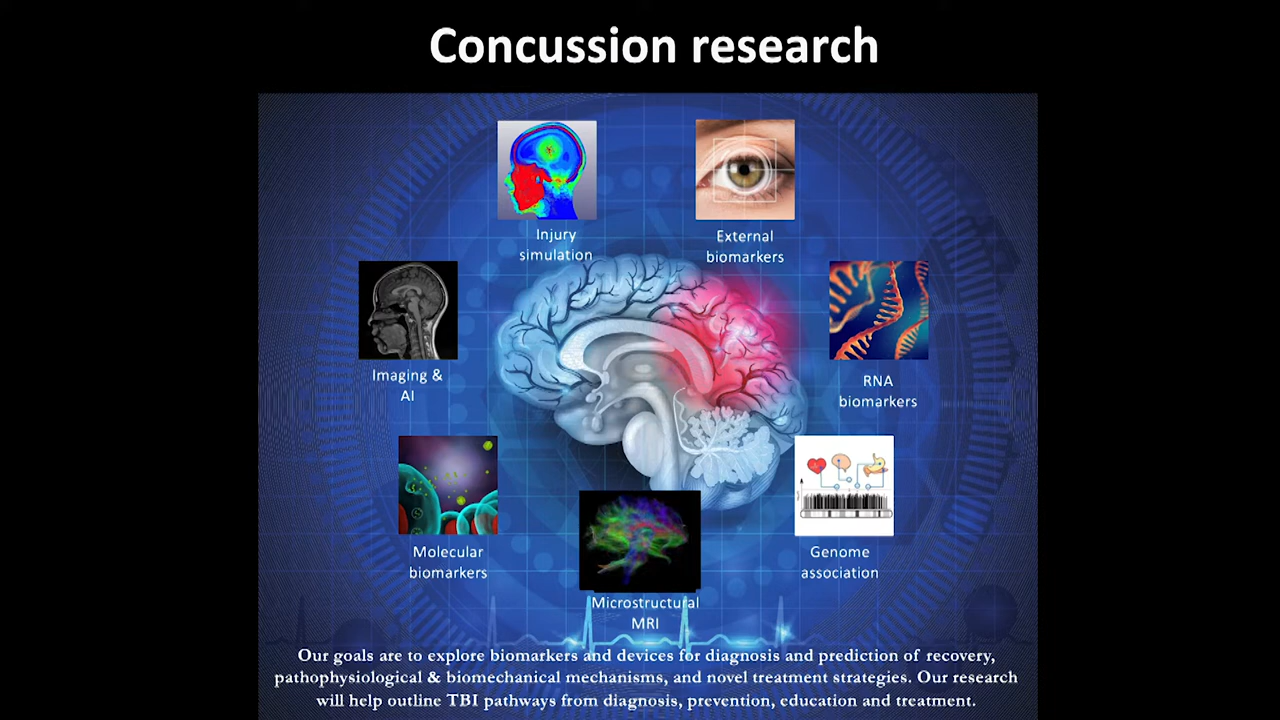 Concussion research
Injury
simulation
External
biomarkers
Imaging &
AI
RNA
biomarkers
Molecular
biomarkers
Genome
association
Microstructural
MRI
Our goals are to explore biomarkers and devices for diagnosis and prediction of recovery,
pathophysiological & biomechanical mechanisms, and novel treatment strategies. Our research
will help outline TBI pathways from diagnosis, prevention, education and treatment.